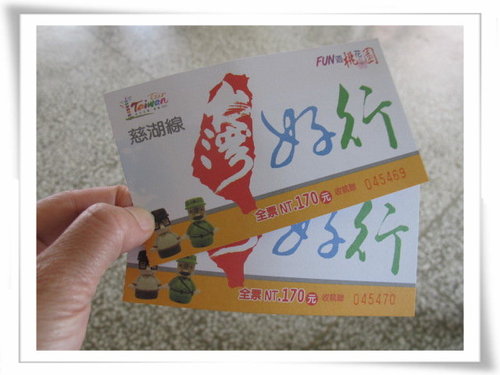 Taiwan Tour
FUN遊桃花園
慈湖線
台灣好行
全票 NT.170元 收執聯 045469
好行
全票 NT.170元 收執聯 045470